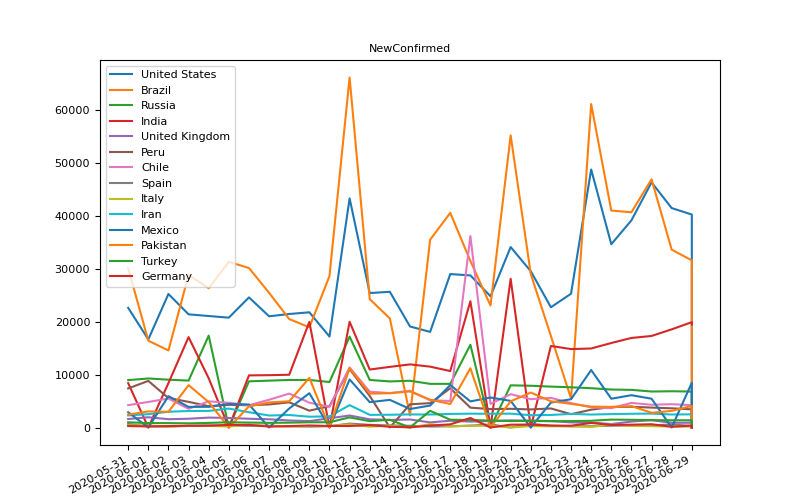 NewConfirmed
United States
Brazil
Russia
India
United Kingdom
Peru
Chile
Spain
Italy
Iran
Mexico
Pakistan
Turkey
Germany
60000
50000
40000
30000
20000
10000
0
2020-05-31
2020-06-01
2020-06-02
2020-06-03
2020-06-04
2020-06-05
2020-06-06
2020-06-07
2020-06-08
2020-06-09
2020-06-10
2020-06-12
2020-06-13
2020-06-14
2020-06-15
2020-06-16
2020-06-17
2020-06-18
2020-06-19
2020-06-20
2020-06-21
2020-06-22
2020-06-23
2020-06-24
2020-06-25
2020-06-26
2020-06-27
2020-06-28
2020-06-29